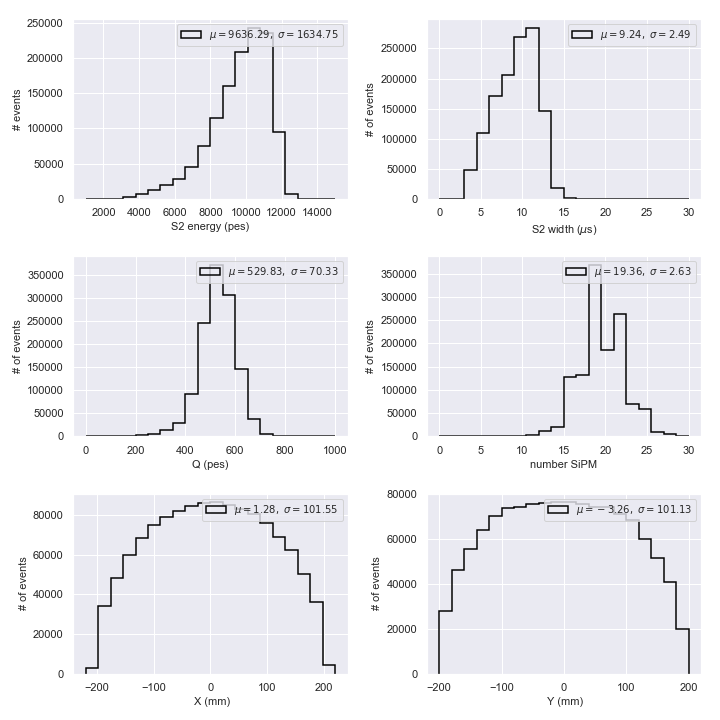 250000
200000
150000
100000
50000
0
# events
2000 4000 6000 8000 10000 12000 14000
S2 energy (pes)
μ = 9636.29, σ = 1634.75
250000
200000
150000
100000
50000
0
# of events
0 5 10 15 20 25 30
S2 width (μs)
μ = 9.24, σ = 2.49
350000
300000
250000
200000
150000
100000
50000
0
# of events
0 200 400 600 800 1000
Q (pes)
μ = 529.83, σ = 70.33
350000
300000
250000
200000
150000
100000
50000
0
# of events
0 5 10 15 20 25 30
number SiPM
μ = 19.36, σ = 2.63
80000
60000
40000
20000
0
# of events
−200 −100 0 100 200
X (mm)
μ = 1.28, σ = 101.55
80000
60000
40000
20000
0
# of events
−200 −100 0 100 200
Y (mm)
μ = −3.26, σ = 101.13